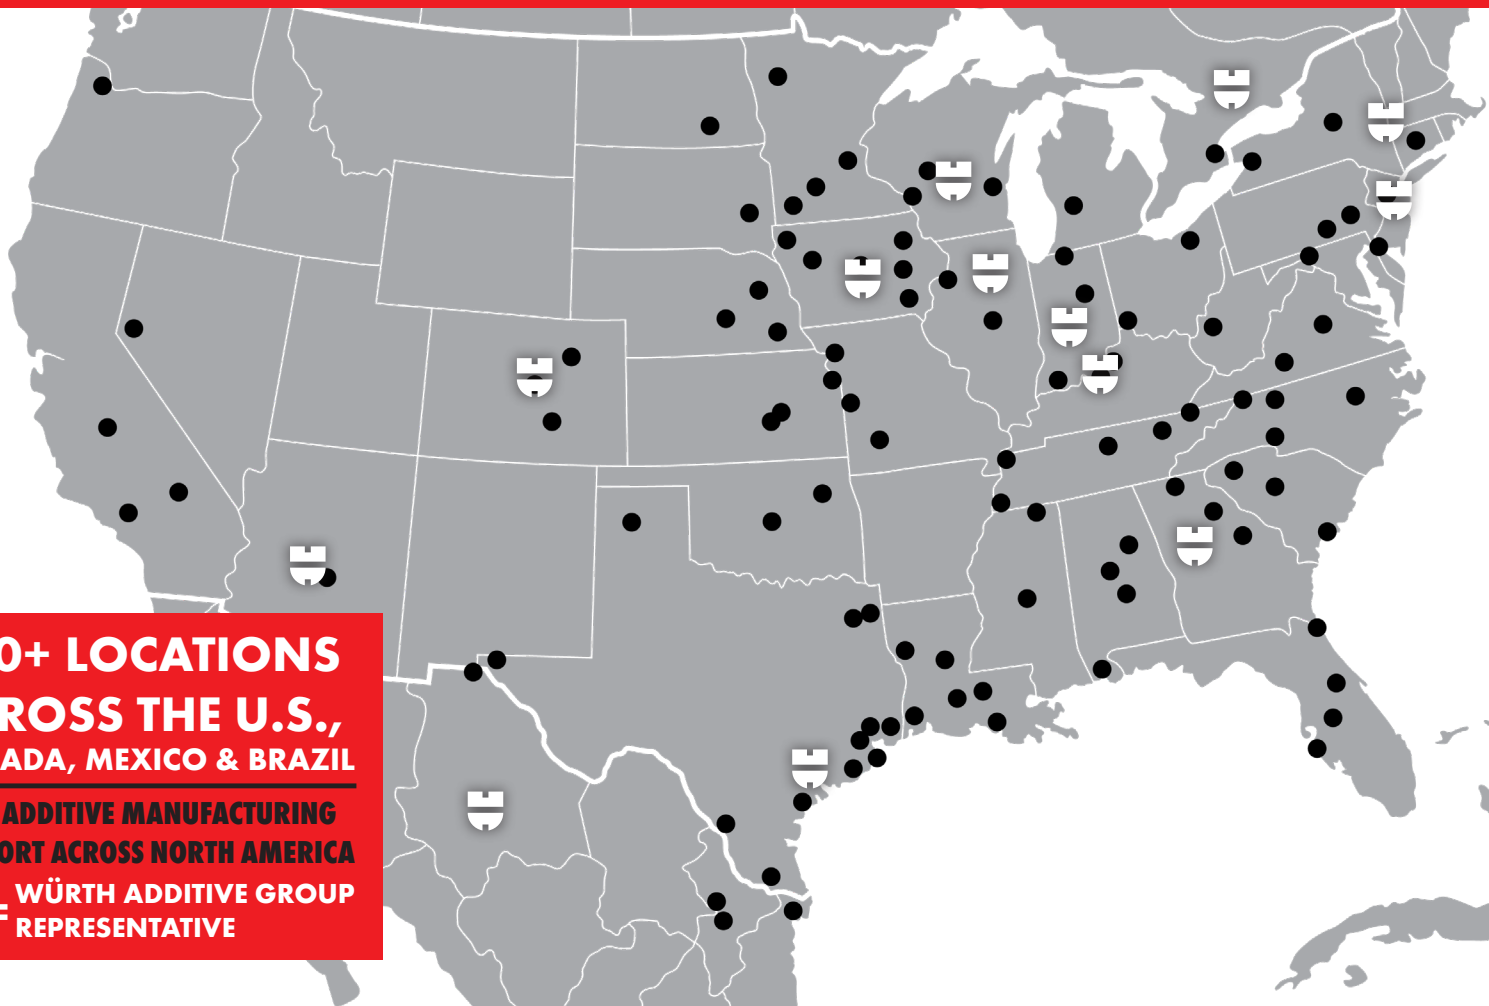 0+ LOCATIONS
ROSS THE U.S.,
ADA, MEXICO & BRAZIL
ADDITIVE MANUFACTURING
ORT ACROSS NORTH AMERICA
= WÜRTH ADDITIVE GROUP
REPRESENTATIVE